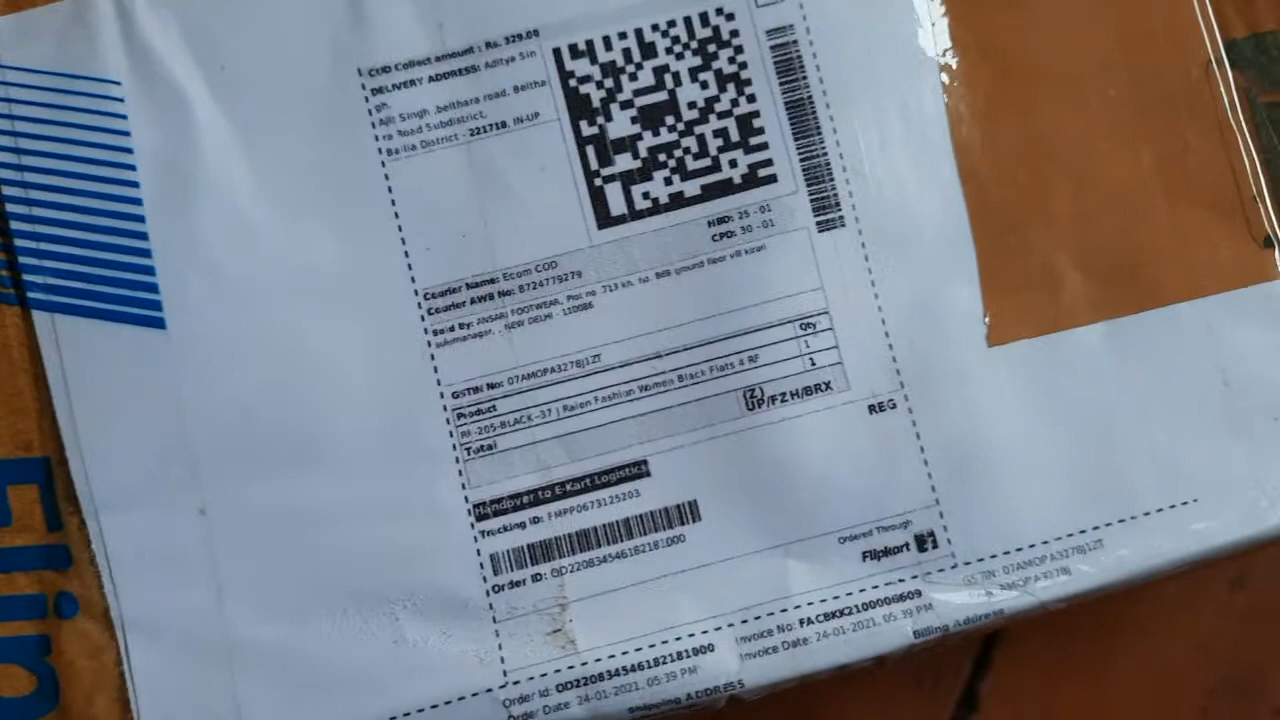 COD Collect amount : Rs. 329.00
DELIVERY ADDRESS: Aditya Sin
gh,
Ajit Singh ,belthara road, Beltha
ra Road Subdistrict,
Ballia District - 221718, IN-UP
HBD: 25 - 01
CPD: 30 - 01
Courier Name: Ecom COD
Courier AWB No: 8724779279
Sold By: ANSARI FOOTWEAR, Plot no. 713 kh. no. 86B ground floor vill kirari
sulemanagar, , NEW DELHI - 110086
GSTIN No: 07AMOPA3278J1ZT
Product Qty
RF-205-BLACK-37 | Raien Fashion Women Black Flats 4 RF 1
Total 1
(Z)
UP/FZH/BRX
REG
Handover to E-Kart Logistics
Tracking ID: FMPP0673125203
Order ID: OD220834546182181000
Ordered Through
Flipkart
Order Id: OD220834546182181000
Order Date: 24-01-2021, 05:39 PM
Invoice No: FACBKK2100006609
Invoice Date: 24-01-2021, 05:39 PM
GSTIN: 07AMOPA3278J1ZT
AMOPA3278J
Shipping ADDRESS
Billing Address
Flip